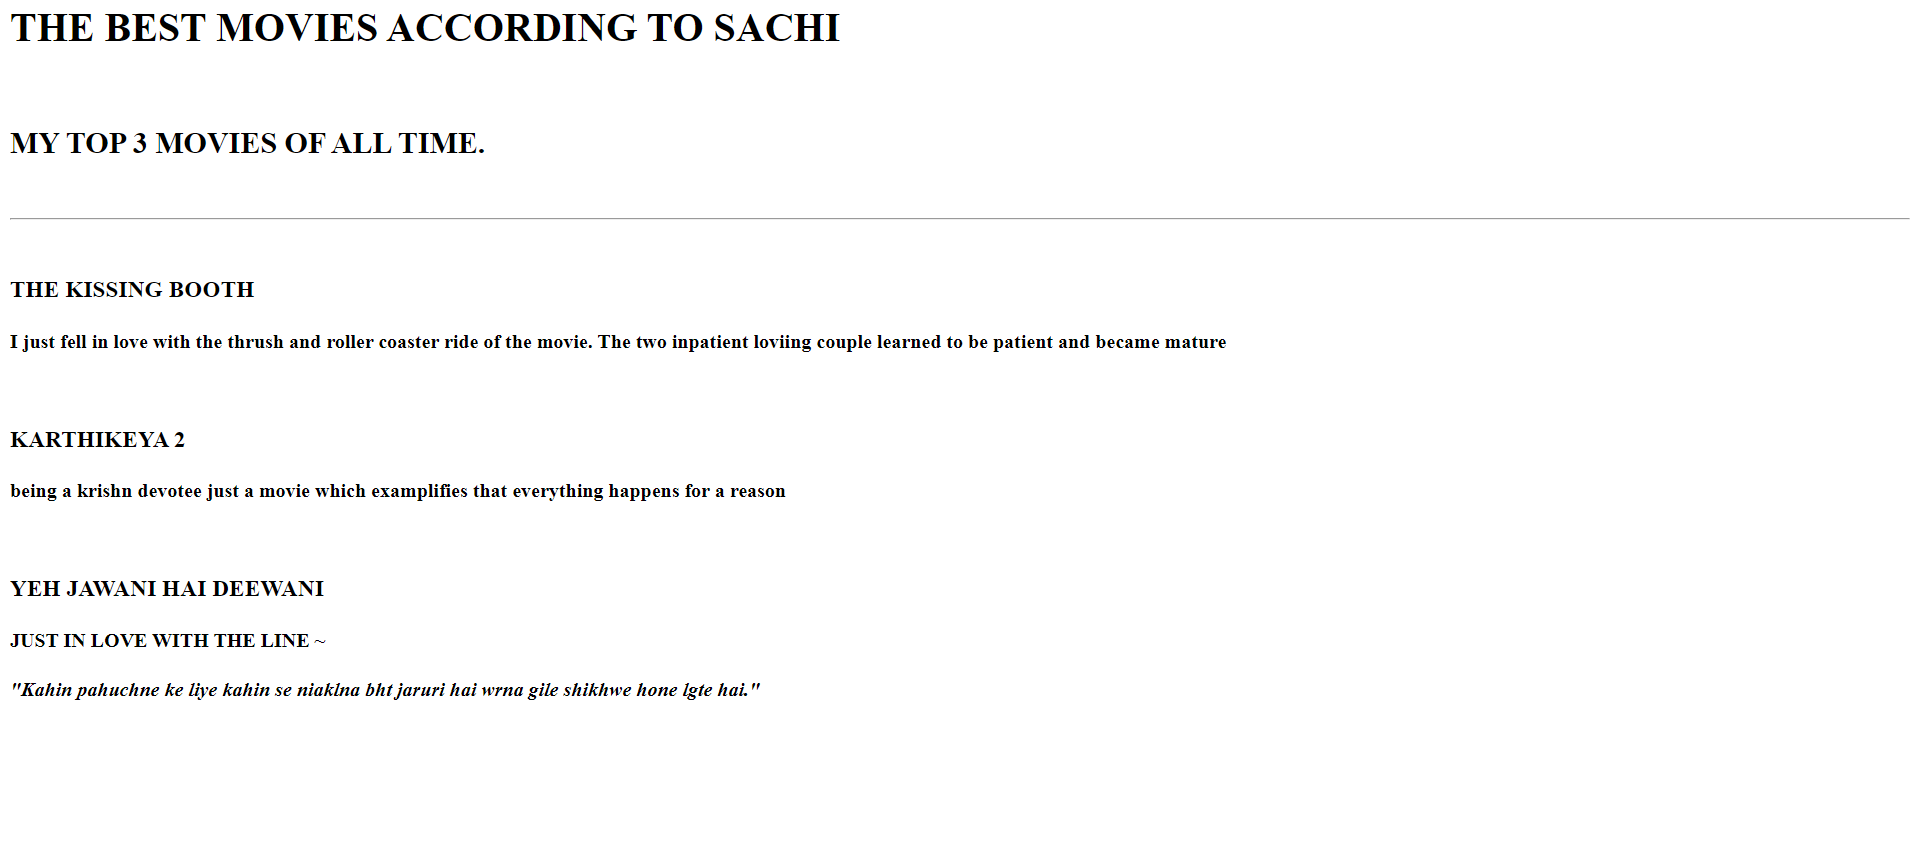 THE BEST MOVIES ACCORDING TO SACHI
MY TOP 3 MOVIES OF ALL TIME.
THE KISSING BOOTH
I just fell in love with the thrush and roller coaster ride of the movie. The two inpatient loviing couple learned to be patient and became mature
KARTHIKEYA 2
being a krishn devotee just a movie which examplifies that everything happens for a reason
YEH JAWANI HAI DEEWANI
JUST IN LOVE WITH THE LINE ~
"Kahin pahuchne ke liye kahin se niaklna bht jaruri hai wrna gile shikhwe hone lgte hai."